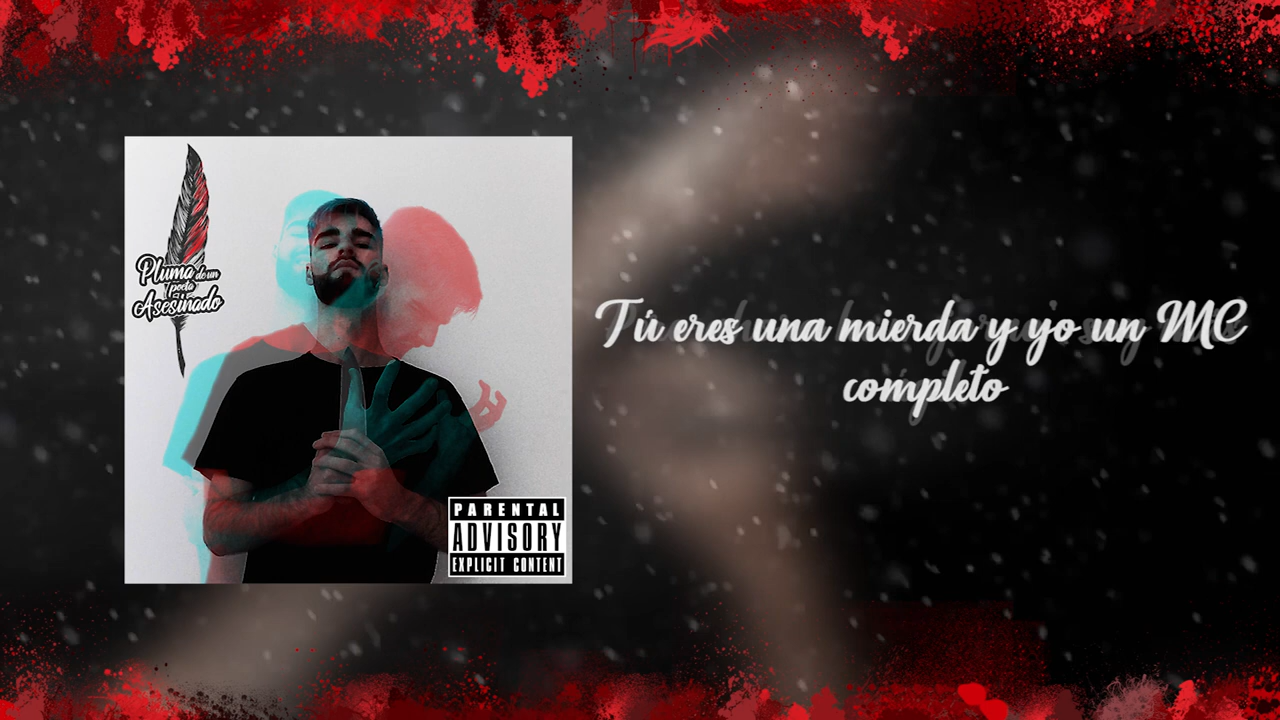 Pluma de un
poeta
Asesinado
Tú eres una mierda y yo un MC
completo
PARENTAL
ADVISORY
EXPLICIT CONTENT